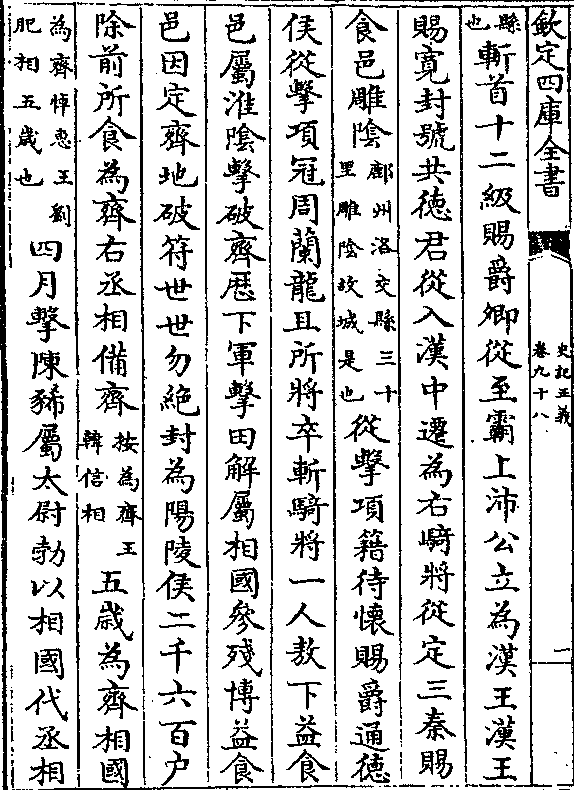 欽定四庫全書
史記正義
卷九十八
一
縣也斬首十二級賜爵卿從至霸上沛公立為漢王漢王
賜寛封號共徳君從入漢中遷為右騎將從定三秦賜
食邑雕陰鄜州洛交縣三十里雕陰故城是也從擊項籍待懷賜爵通徳
侯從擊項冠周蘭龍且所將卒斬騎將一人敖下益食
邑屬淮陰擊破齊厯下軍擊田解屬相國參殘博益食
邑因定齊地破符世世勿絶封為陽陵侯二千六百户
除前所食為齊右丞相備齊按為齊王韓信相五歳為齊相國
為齊悼惠王劉肥相五歳也四月擊陳豨屬太尉勃以相國代丞相